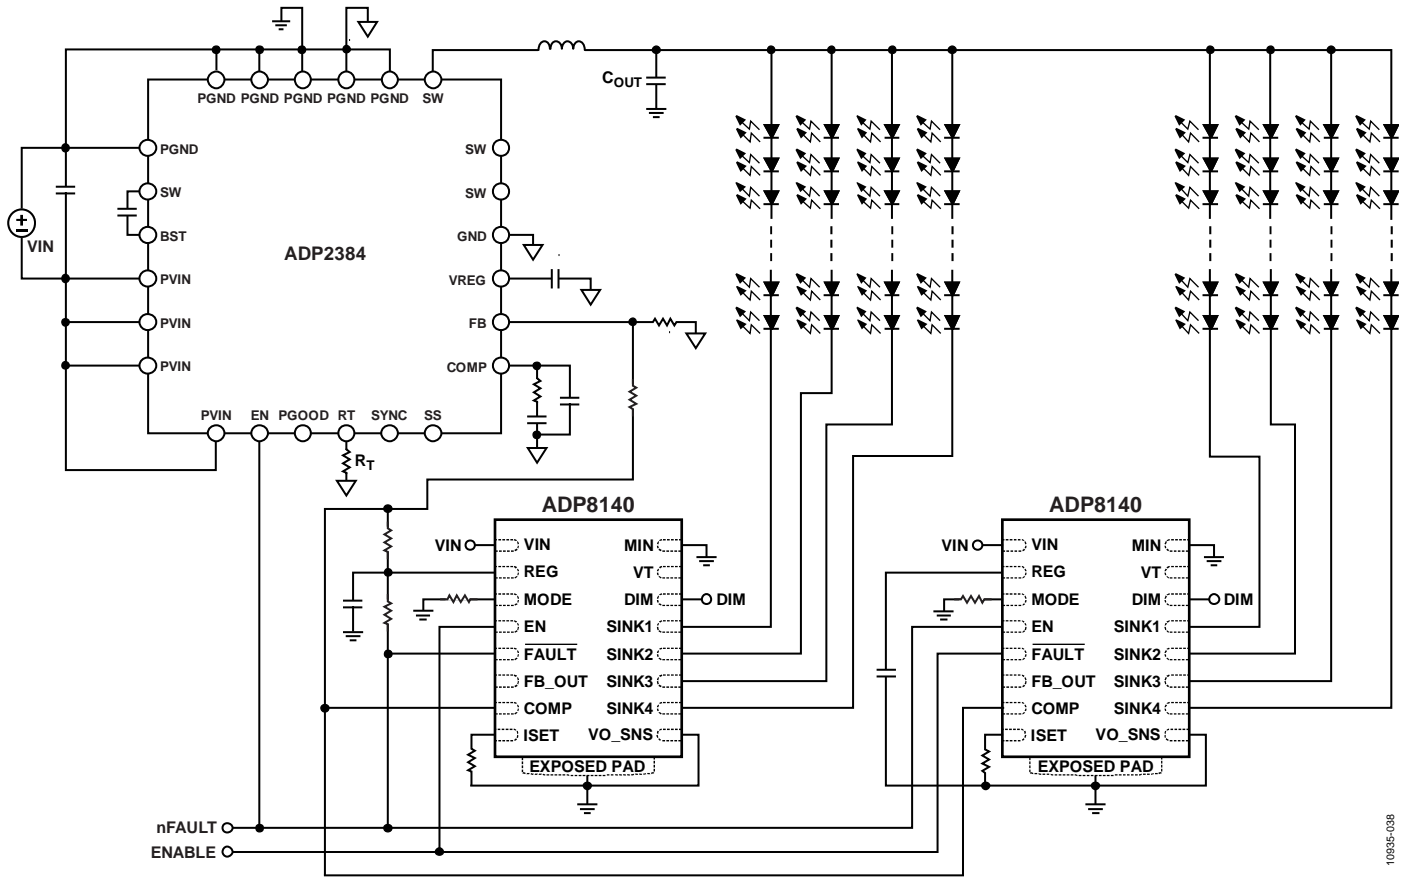 PGND PGND PGND PGND PGND SW
C OUT
PGND
SW
BST
PVIN
PVIN
PVIN
VIN
ADP2384
SW
SW
GND
VREG
FB
COMP
PVIN EN PGOOD RT SYNC SS
R T
ADP8140
VIN
VIN
REG
MODE
EN
FAULT
FB_OUT
COMP
ISET
MIN
VT
DIM
DIM
SINK1
SINK2
SINK3
SINK4
VO_SNS
EXPOSED PAD
ADP8140
VIN
VIN
REG
MODE
EN
FAULT
FB_OUT
COMP
ISET
MIN
VT
DIM
DIM
SINK1
SINK2
SINK3
SINK4
VO_SNS
EXPOSED PAD
nFAULT
ENABLE
10935-038